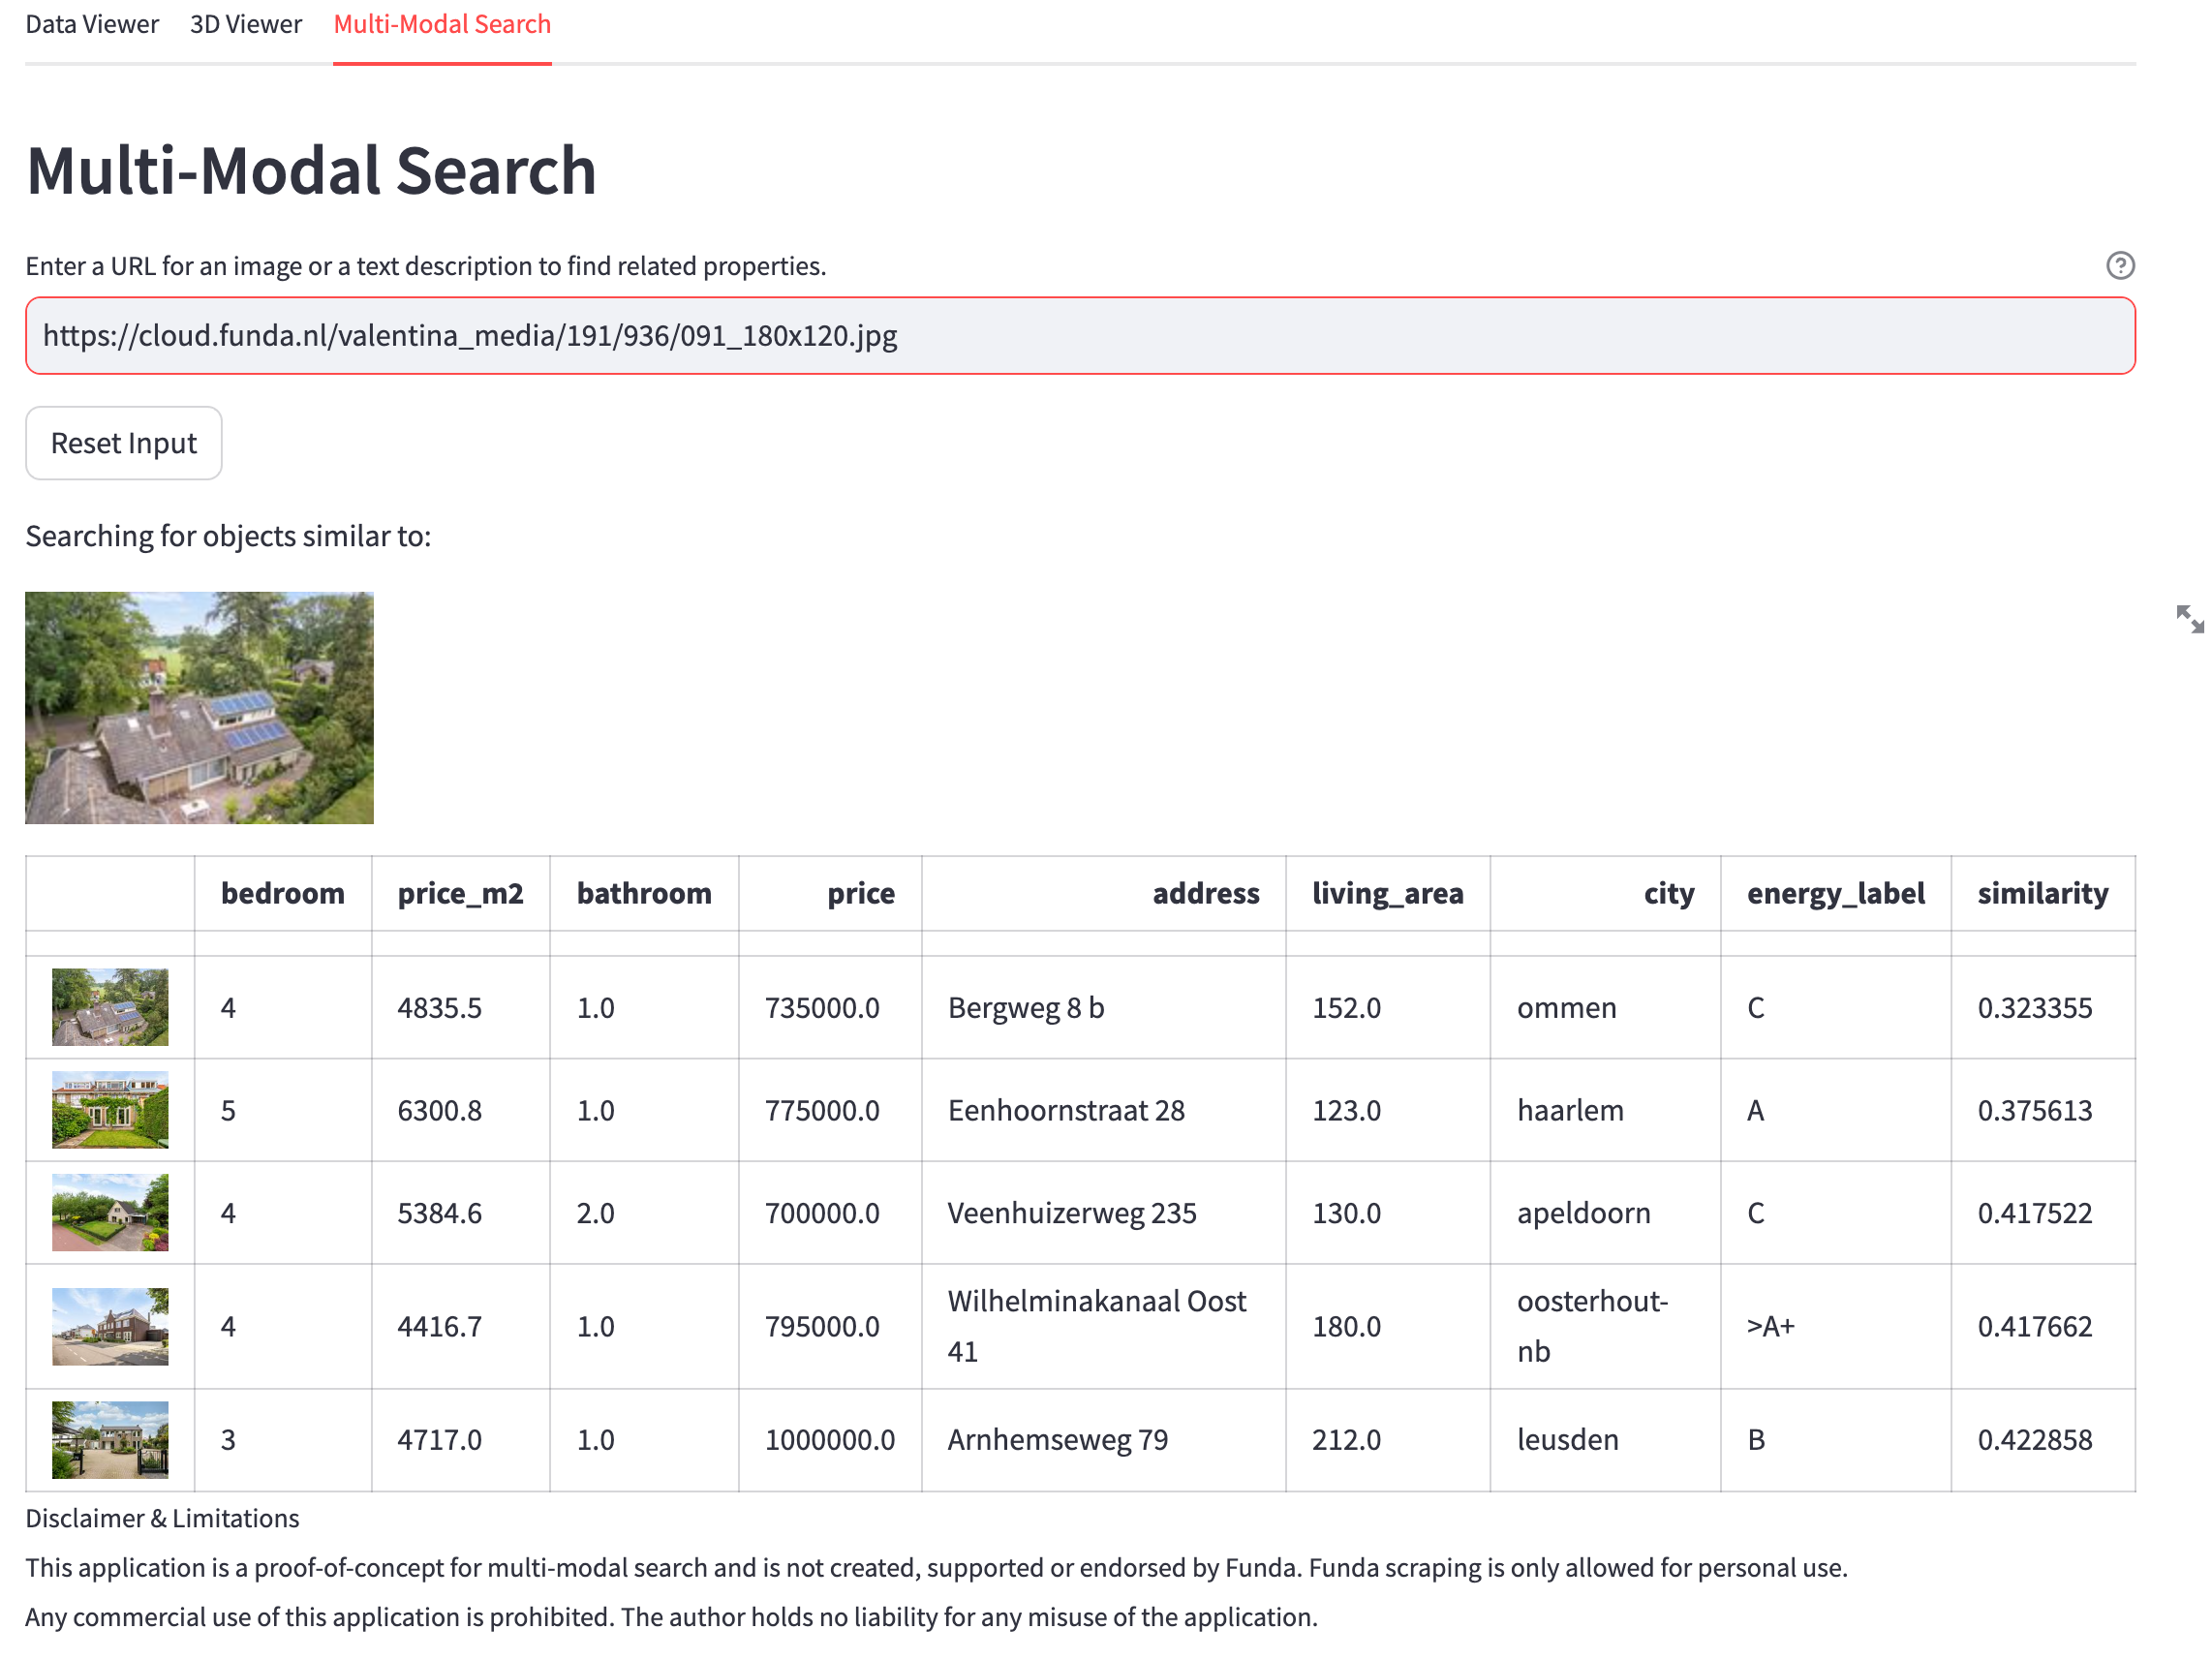 Data Viewer 3D Viewer Multi-Modal Search
Multi-Modal Search
Enter a URL for an image or a text description to find related properties.
https://cloud.funda.nl/valentina_media/191/936/091_180x120.jpg
Reset Input
Searching for objects similar to:
bedroom price_m2 bathroom price address living_area city energy_label similarity
4 4835.5 1.0 735000.0 Bergweg 8 b 152.0 ommen C 0.323355
5 6300.8 1.0 775000.0 Eenhoornstraat 28 123.0 haarlem A 0.375613
4 5384.6 2.0 700000.0 Veenhuizerweg 235 130.0 apeldoorn C 0.417522
4 4416.7 1.0 795000.0 Wilhelminakanaal Oost 41 180.0 oosterhout-nb >A+ 0.417662
3 4717.0 1.0 1000000.0 Arnhemseweg 79 212.0 leusden B 0.422858
Disclaimer & Limitations
This application is a proof-of-concept for multi-modal search and is not created, supported or endorsed by Funda. Funda scraping is only allowed for personal use.
Any commercial use of this application is prohibited. The author holds no liability for any misuse of the application.